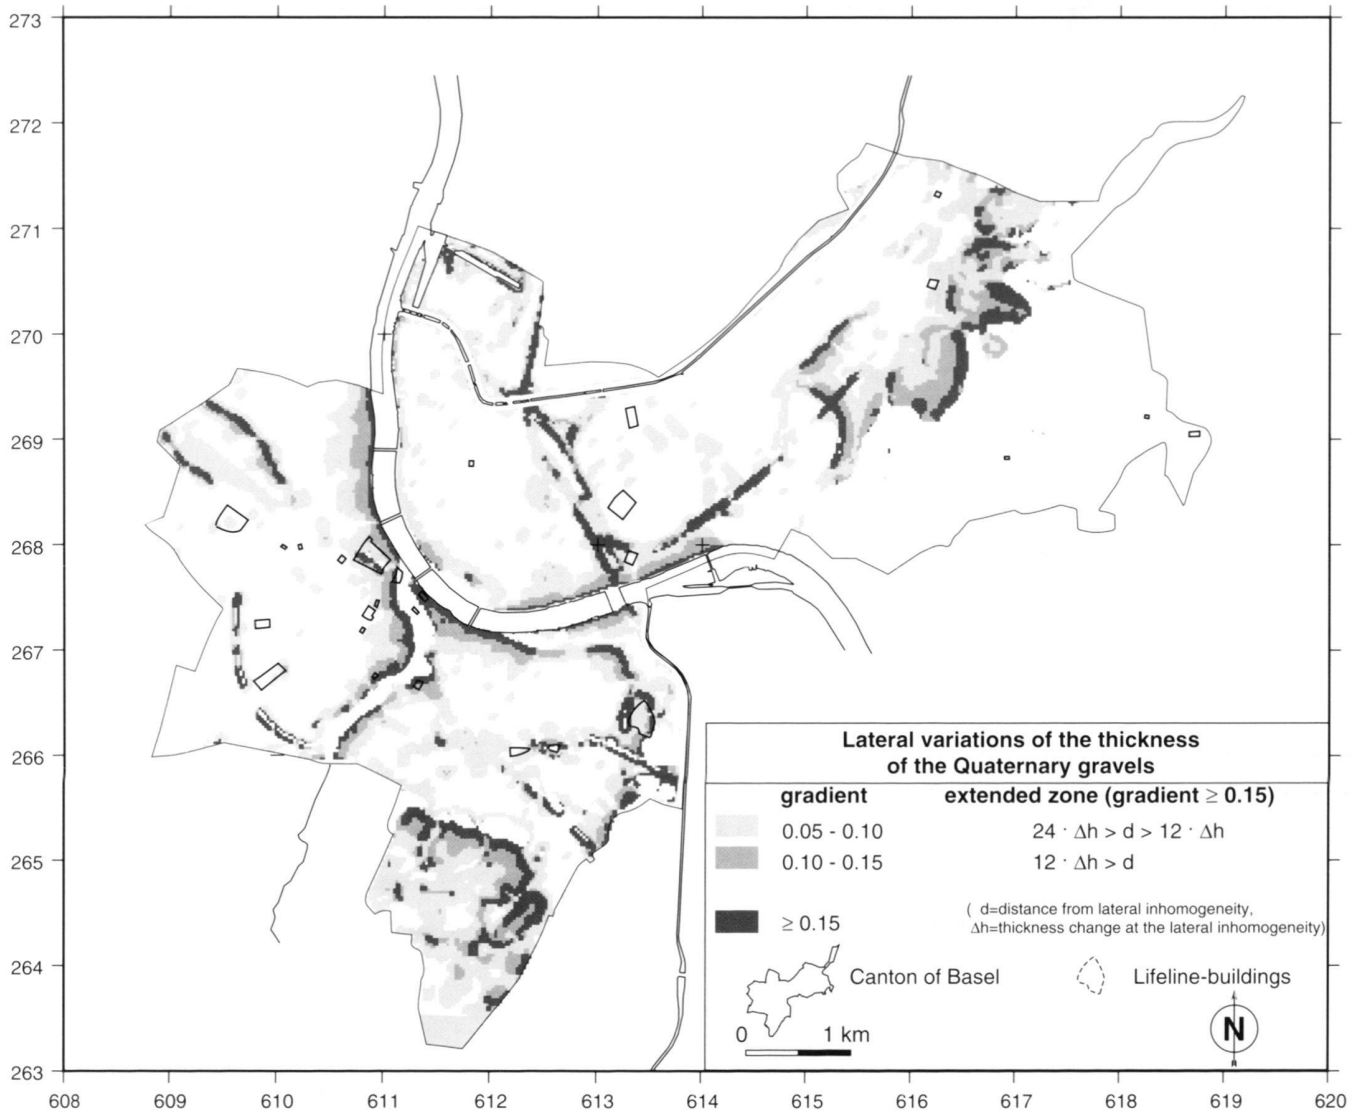 273
272
271
270
269
268
267
266
265
264
263
608 609 610 611 612 613 614 615 616 617 618 619 620
Lateral variations of the thickness
of the Quaternary gravels
gradient extended zone (gradient ≥ 0.15)
0.05 - 0.10 24 · Δh > d > 12 · Δh
0.10 - 0.15 12 · Δh > d
≥ 0.15 ( d=distance from lateral inhomogeneity,
Δh=thickness change at the lateral inhomogeneity)
Canton of Basel Lifeline-buildings
0 1 km
N